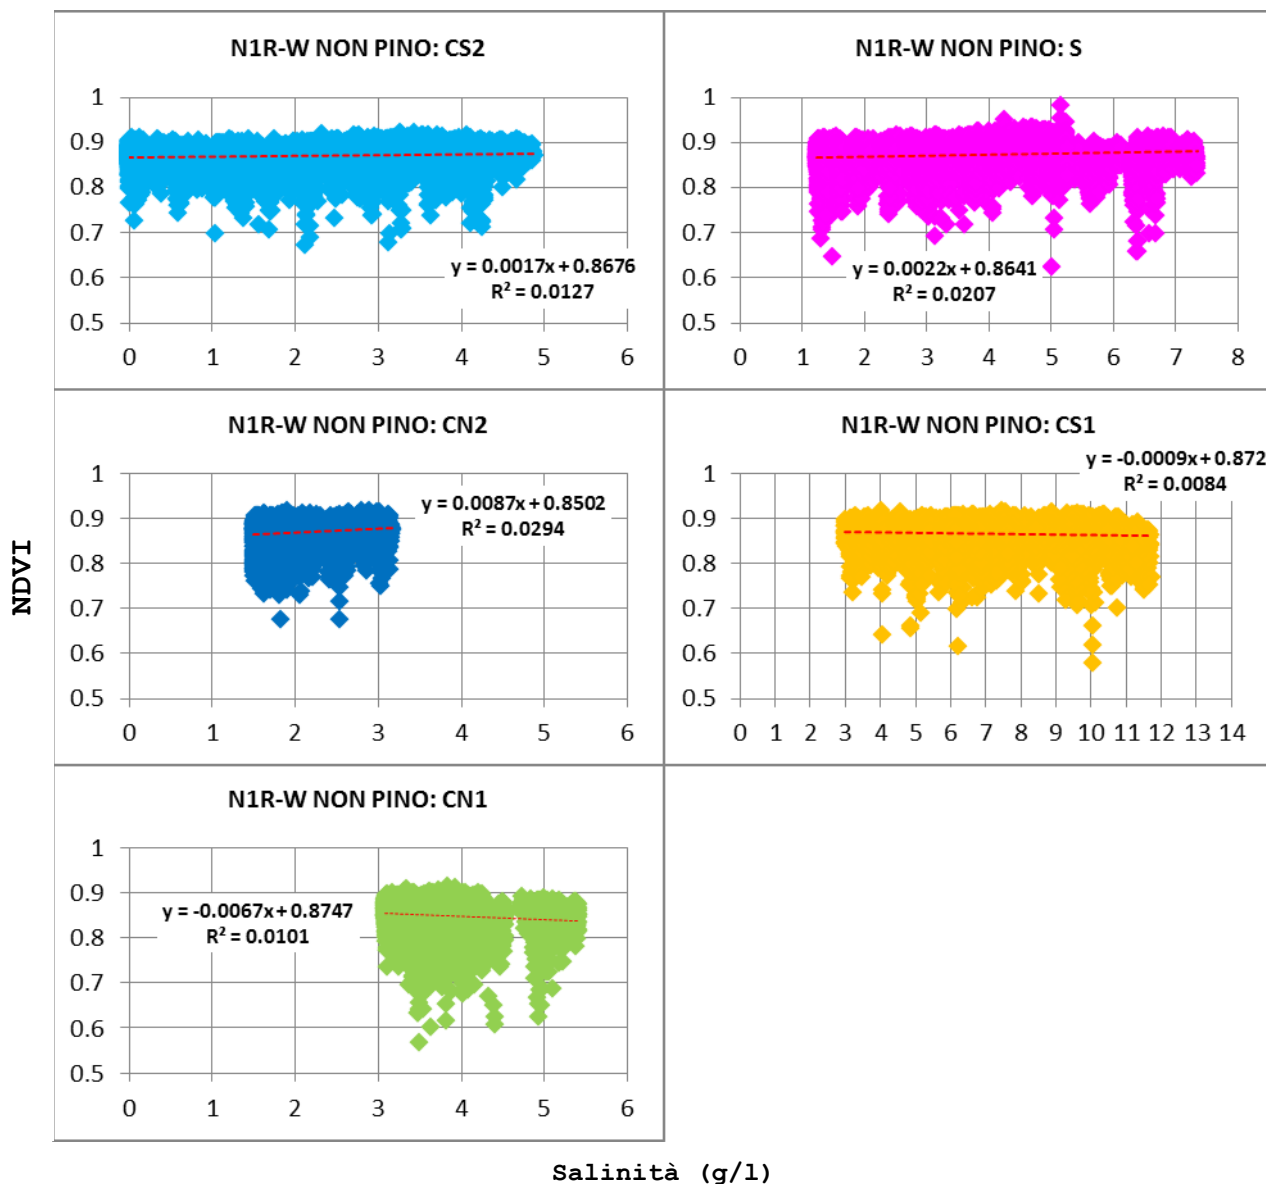 N1R-W NON PINO: CS2
1
0.9
0.8
0.7
0.6
0.5
y = 0.0017x + 0.8676
R² = 0.0127
0 1 2 3 4 5 6
N1R-W NON PINO: S
1
0.9
0.8
0.7
0.6
0.5
y = 0.0022x + 0.8641
R² = 0.0207
0 1 2 3 4 5 6 7 8
N1R-W NON PINO: CN2
1
0.9
0.8
0.7
0.6
0.5
y = 0.0087x + 0.8502
R² = 0.0294
0 1 2 3 4 5 6
N1R-W NON PINO: CS1
y = -0.0009x + 0.872
R² = 0.0084
1
0.9
0.8
0.7
0.6
0.5
0 1 2 3 4 5 6 7 8 9 10 11 12 13 14
N1R-W NON PINO: CN1
1
0.9
0.8
0.7
0.6
0.5
y = -0.0067x + 0.8747
R² = 0.0101
0 1 2 3 4 5 6
NDVI
Salinità (g/l)